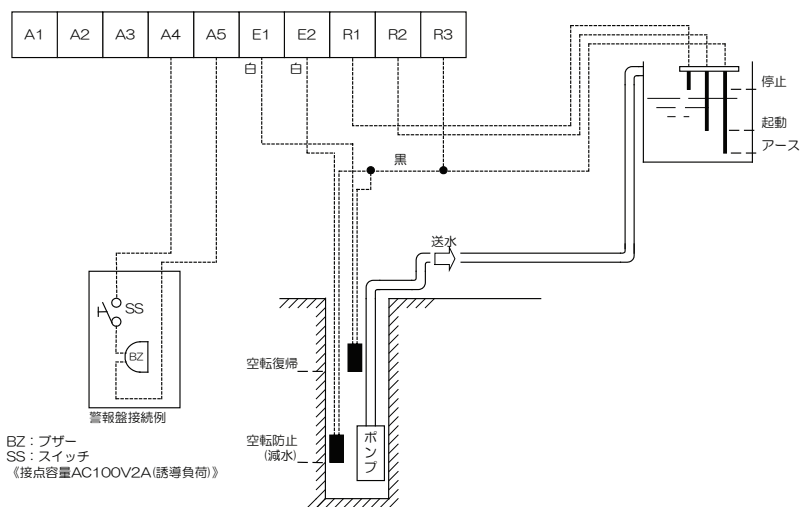 A1 A2 A3 A4 A5 E1 E2 R1 R2 R3
白 白
停止
起動
アース
黒
送水
SS
BZ
警報盤接続例
空転復帰
空転防止
(減水)
ポンプ
BZ：ブザー
SS：スイッチ
《接点容量AC100V2A(誘導負荷)》